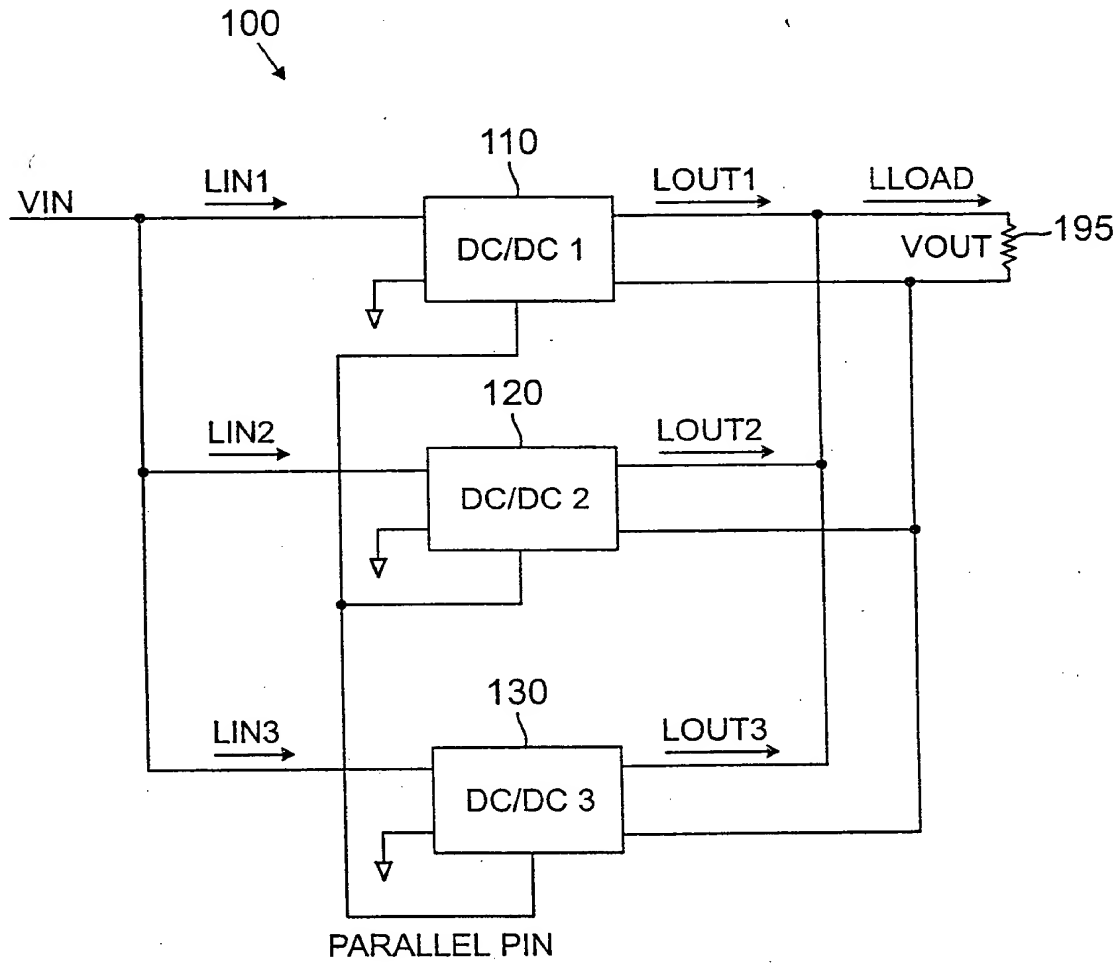 100
110
VIN
LIN1
DC/DC 1
LOUT1
LLOAD
VOUT
195
120
LIN2
DC/DC 2
LOUT2
130
LIN3
DC/DC 3
LOUT3
PARALLEL PIN